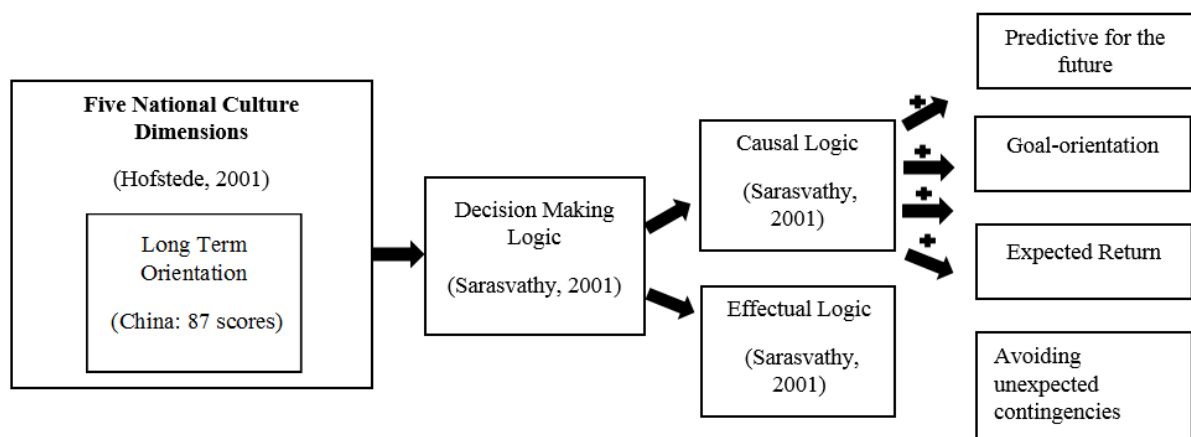 Five National Culture
Dimensions
(Hofstede, 2001)
Long Term
Orientation
(China: 87 scores)
Decision Making
Logic
(Sarasvathy, 2001)
Causal Logic
(Sarasvathy,
2001)
Effectual Logic
(Sarasvathy,
2001)
Predictive for the
future
Goal-orientation
Expected Return
Avoiding
unexpected
contingencies